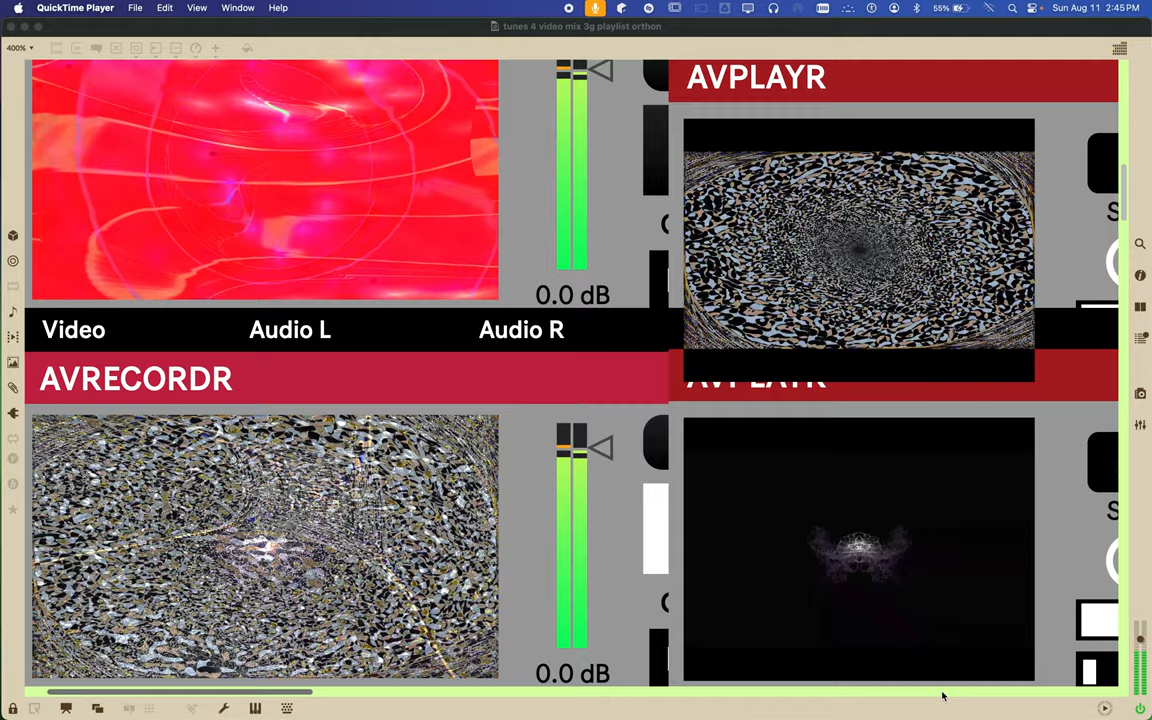 QuickTime Player File Edit View Window Help 55% Sun Aug 11 2:45 PM
tunes 4 video mix 3g playlist orthon
400%
AVPLAYR
S
0.0 dB
Video Audio L Audio R
AVRECORDR
AVPLAYR
S
0.0 dB